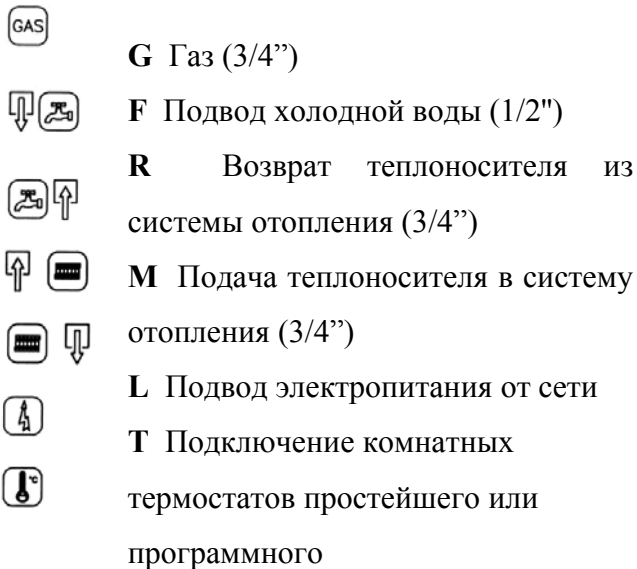 GAS
G Газ (3/4”)
F Подвод холодной воды (1/2")
R Возврат теплоносителя из
системы отопления (3/4”)
M Подача теплоносителя в систему
отопления (3/4”)
L Подвод электропитания от сети
T Подключение комнатных
°C
термостатов простейшего или
программного